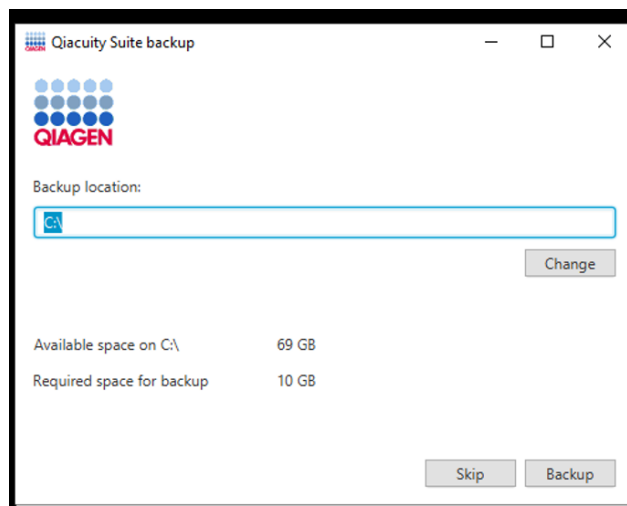 Qiacuity Suite backup
QIAGEN
Backup location:
C:\
Change
Available space on C:\ 69 GB
Required space for backup 10 GB
Skip Backup